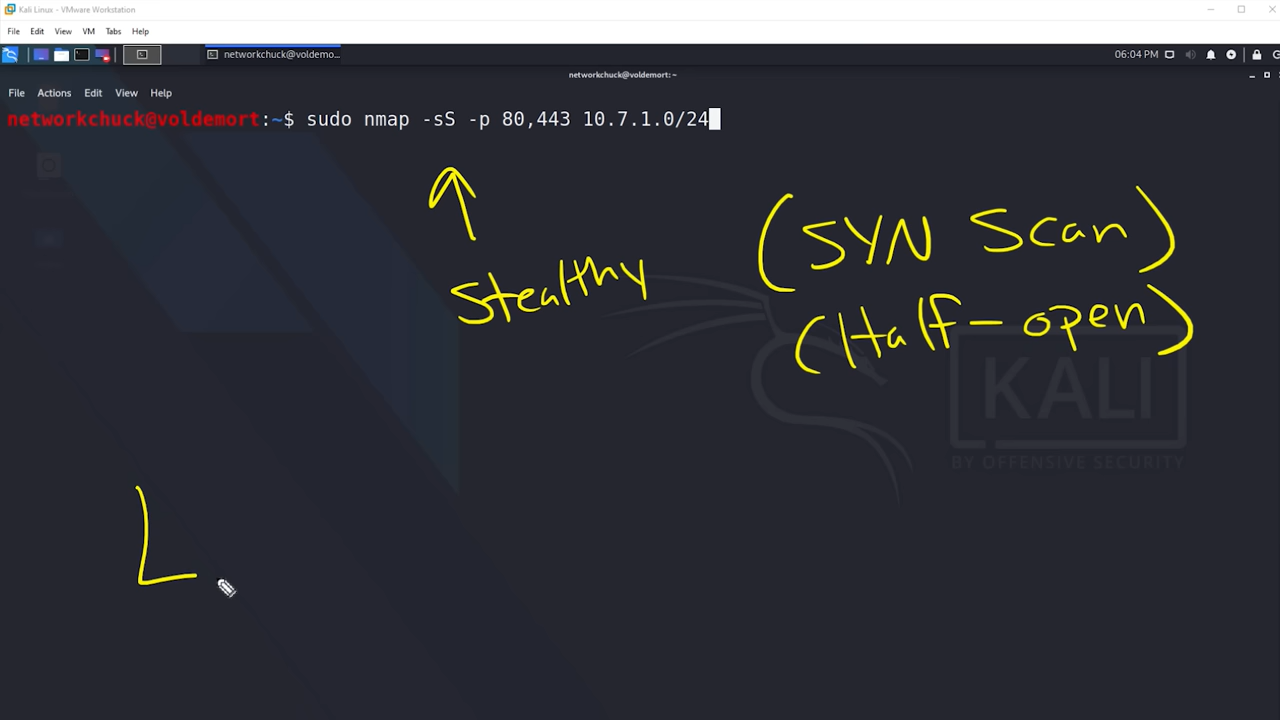 Kali Linux - VMware Workstation
File Edit View VM Tabs Help
networkchuck@voldemo... 06:04 PM
networkchuck@voldemort:~
File Actions Edit View Help
networkchuck@voldemort:~$ sudo nmap -sS -p 80,443 10.7.1.0/24
(SYN Scan)
Stealthy
(Half-open)
KALI
BY OFFENSIVE SECURITY
L